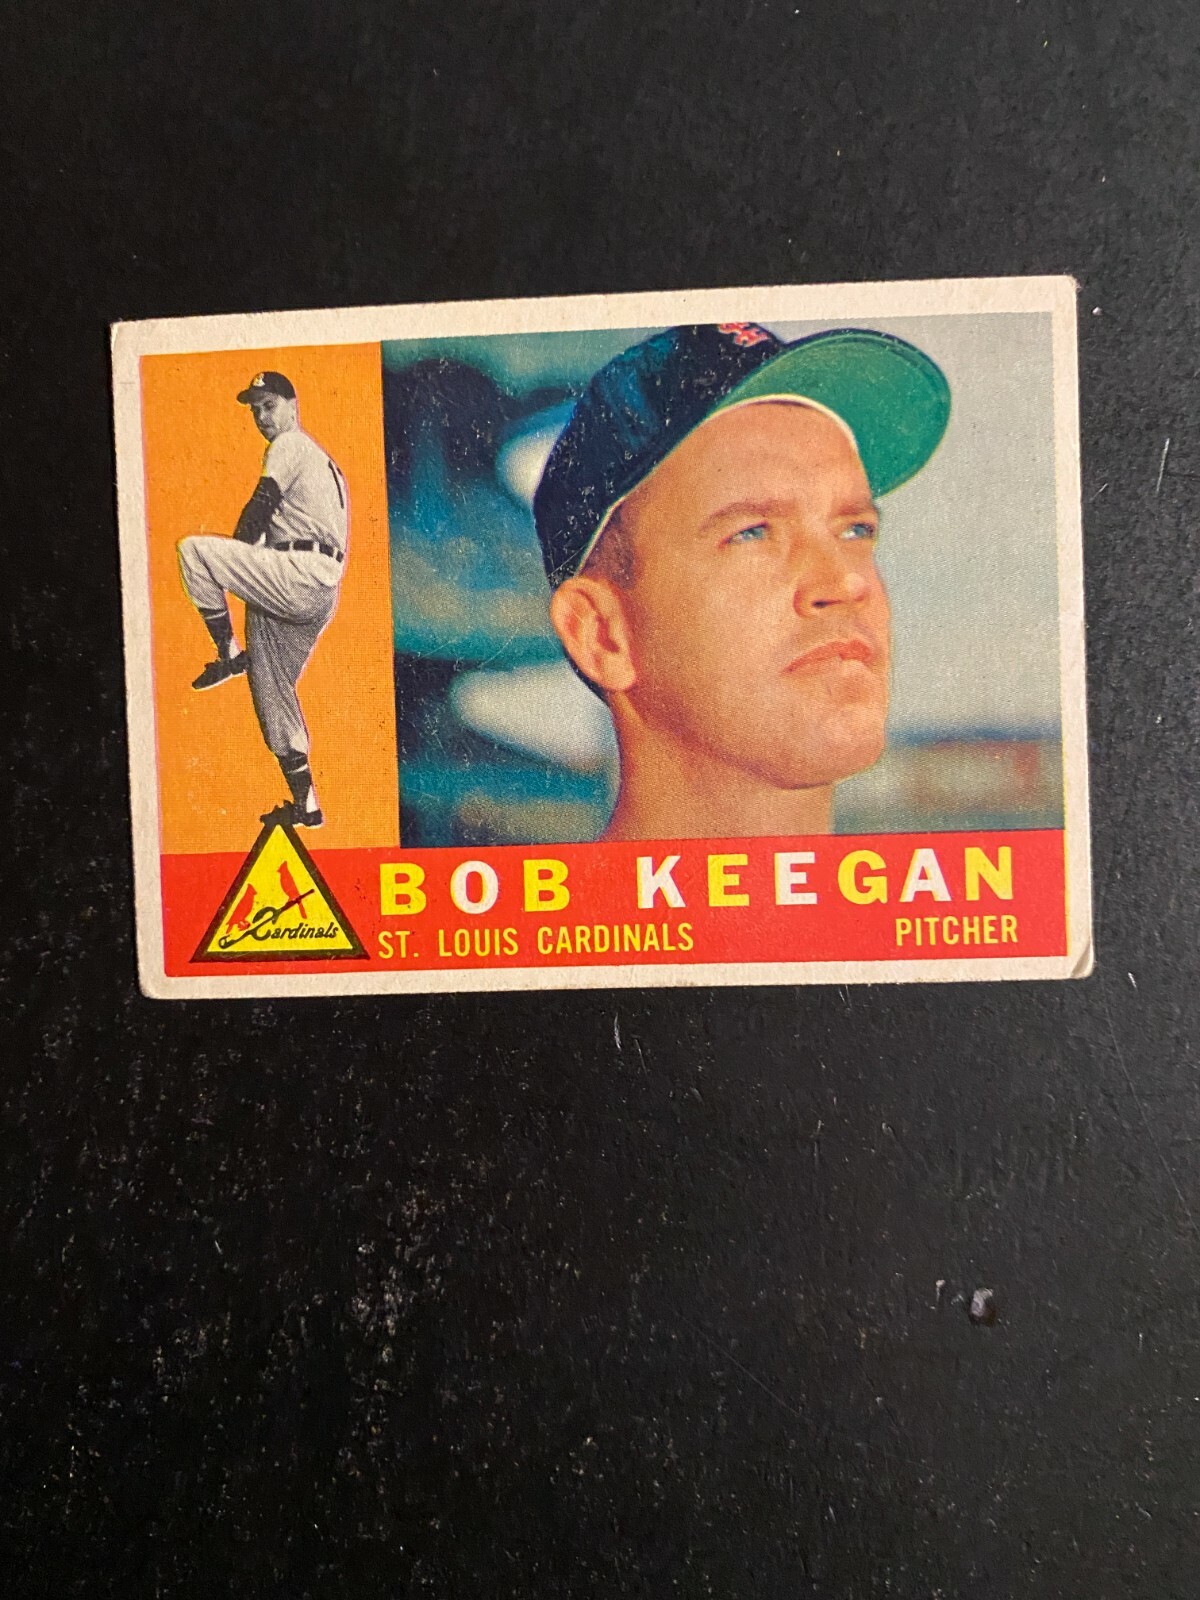 BOB KEEGAN
Cardinals
ST. LOUIS CARDINALS PITCHER